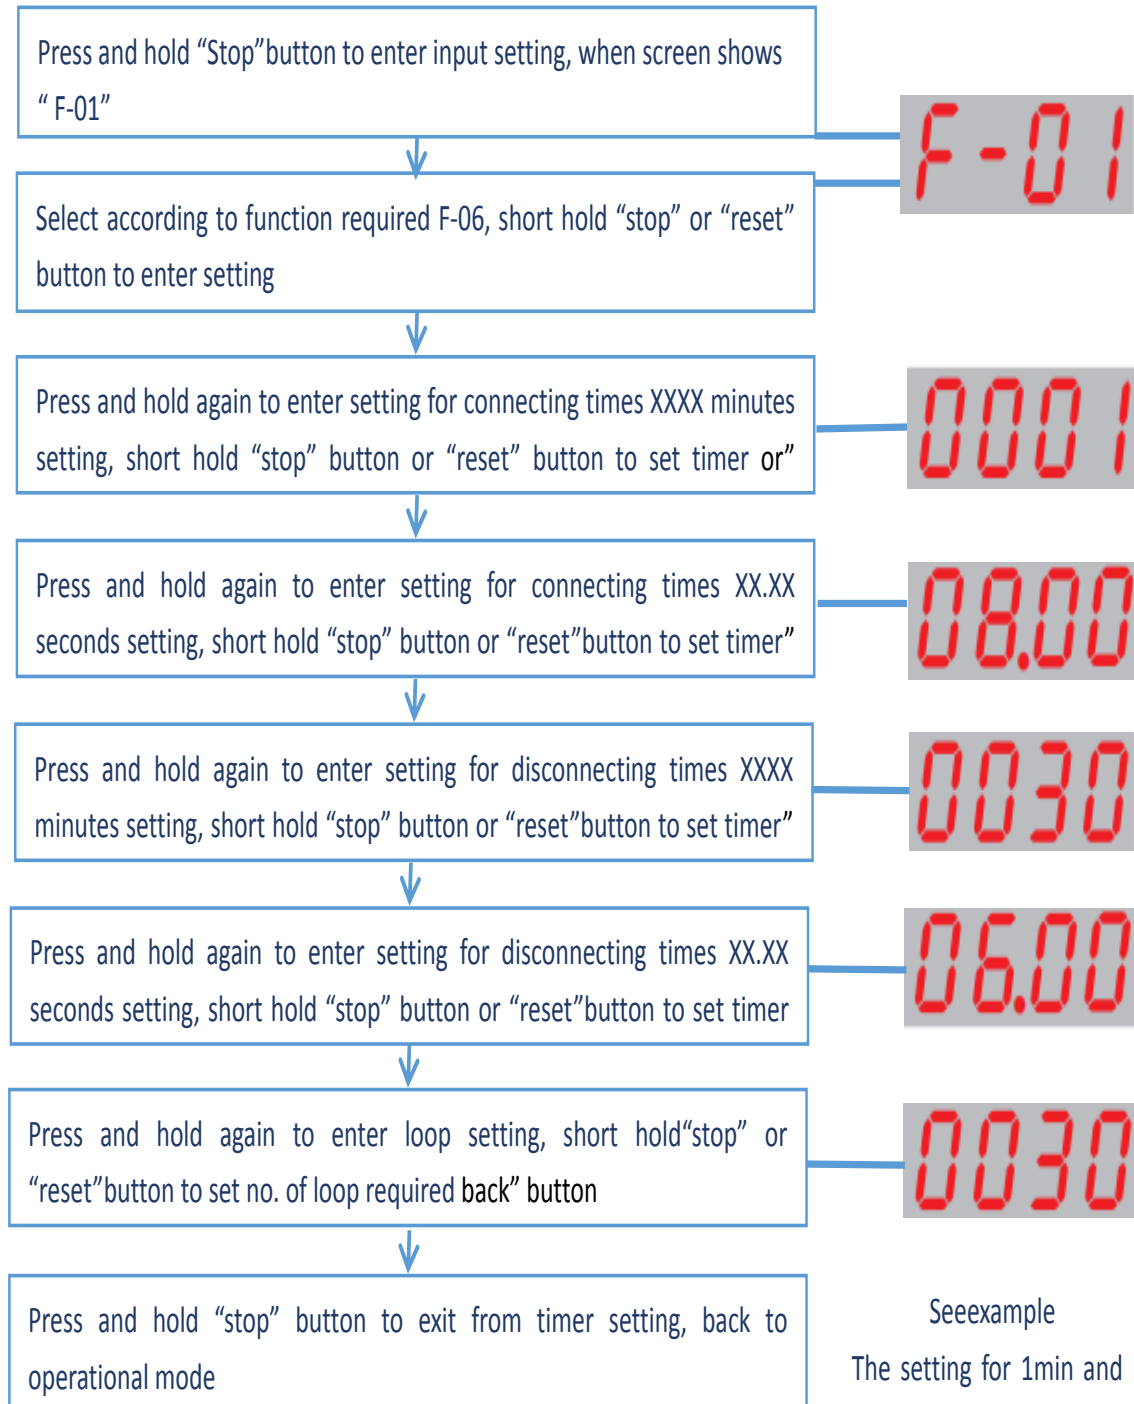 Press and hold “Stop”button to enter input setting, when screen shows
“ F-01”
F-01
Select according to function required F-06, short hold “stop” or “reset”
button to enter setting
Press and hold again to enter setting for connecting times XXXX minutes
setting, short hold “stop” button or “reset” button to set timer or”
0001
Press and hold again to enter setting for connecting times XX.XX
seconds setting, short hold “stop” button or “reset”button to set timer”
08.00
Press and hold again to enter setting for disconnecting times XXXX
minutes setting, short hold “stop” button or “reset”button to set timer”
0030
Press and hold again to enter setting for disconnecting times XX.XX
seconds setting, short hold “stop” button or “reset”button to set timer
06.00
Press and hold again to enter loop setting, short hold“stop” or
“reset”button to set no. of loop required back” button
0030
Press and hold “stop” button to exit from timer setting, back to
operational mode
Seeexample
The setting for 1min and